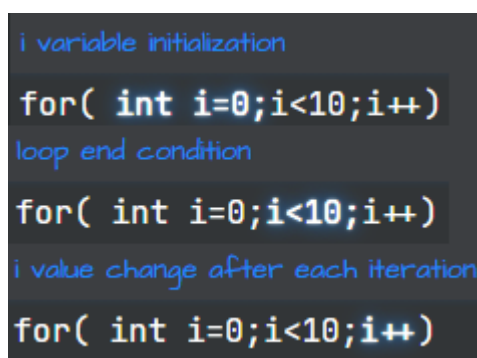 i variable initialization
for( int i=0;i<10;i++)
loop end condition
for( int i=0;i<10;i++)
i value change after each iteration
for( int i=0;i<10;i++)